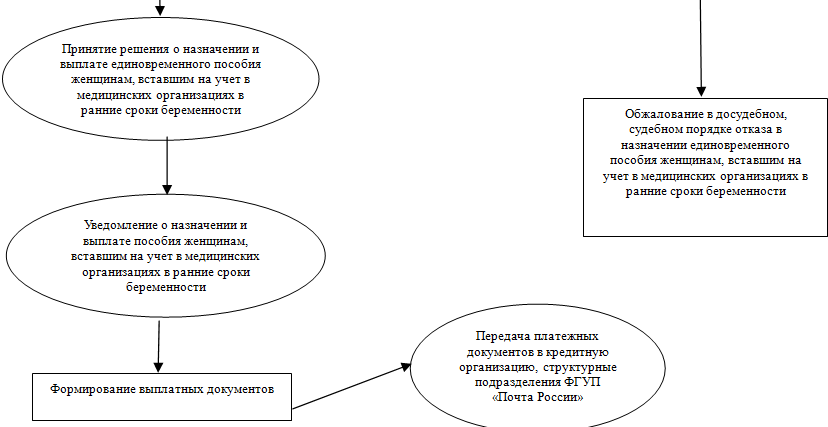 Принятие решения о назначении и
выплате единовременного пособия
женщинам, вставшим на учет в
медицинских организациях в
ранние сроки беременности
Обжалование в досудебном,
судебном порядке отказа в
назначении единовременного
пособия женщинам, вставшим на
учет в медицинских организациях в
ранние сроки беременности
Уведомление о назначении и
выплате пособия женщинам,
вставшим на учет в медицинских
организациях в ранние сроки
беременности
Передача платежных
документов в кредитную
организацию, структурные
подразделения ФГУП
«Почта России»
Формирование выплатных документов